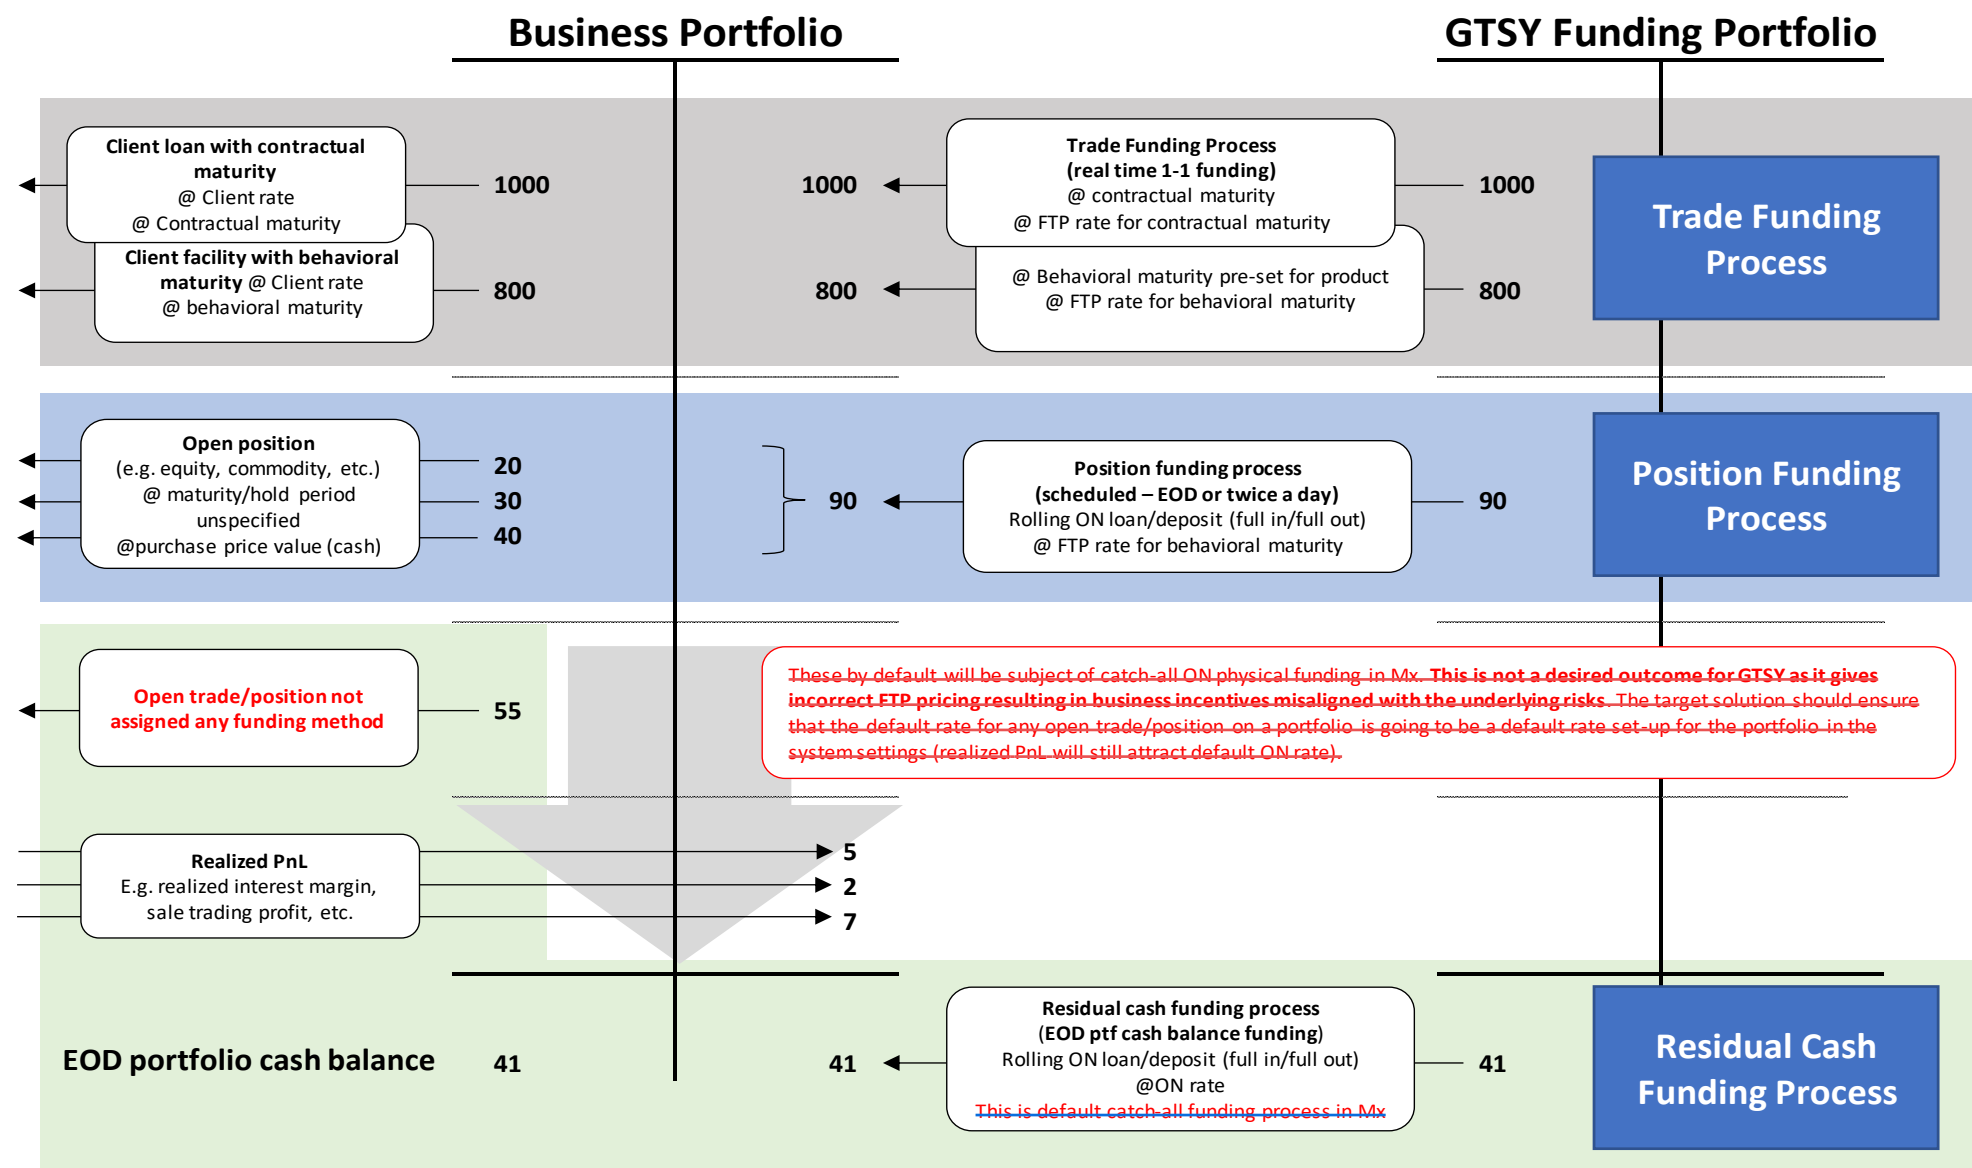 Business Portfolio
GTSY Funding Portfolio
Client loan with contractual
maturity
@ Client rate
@ Contractual maturity
1000
1000
Trade Funding Process
(real time 1-1 funding)
@ contractual maturity
@ FTP rate for contractual maturity
1000
Trade Funding
Process
Client facility with behavioral
maturity @ Client rate
@ behavioral maturity
800
800
@ Behavioral maturity pre-set for product
@ FTP rate for behavioral maturity
800
Open position
(e.g. equity, commodity, etc.)
@ maturity/hold period
unspecified
@purchase price value (cash)
20
30
40
90
Position funding process
(scheduled – EOD or twice a day)
Rolling ON loan/deposit (full in/full out)
@ FTP rate for behavioral maturity
90
Position Funding
Process
Open trade/position not
assigned any funding method
55
These by default will be subject of catch-all ON physical funding in Mx. This is not a desired outcome for GTSY as it gives
incorrect FTP pricing resulting in business incentives misaligned with the underlying risks. The target solution should ensure
that the default rate for any open trade/position on a portfolio is going to be a default rate set-up for the portfolio in the
system settings (realized PnL will still attract default ON rate).
Realized PnL
E.g. realized interest margin,
sale trading profit, etc.
5
2
7
EOD portfolio cash balance
41
41
Residual cash funding process
(EOD ptf cash balance funding)
Rolling ON loan/deposit (full in/full out)
@ON rate
This is default catch-all funding process in Mx
41
Residual Cash
Funding Process